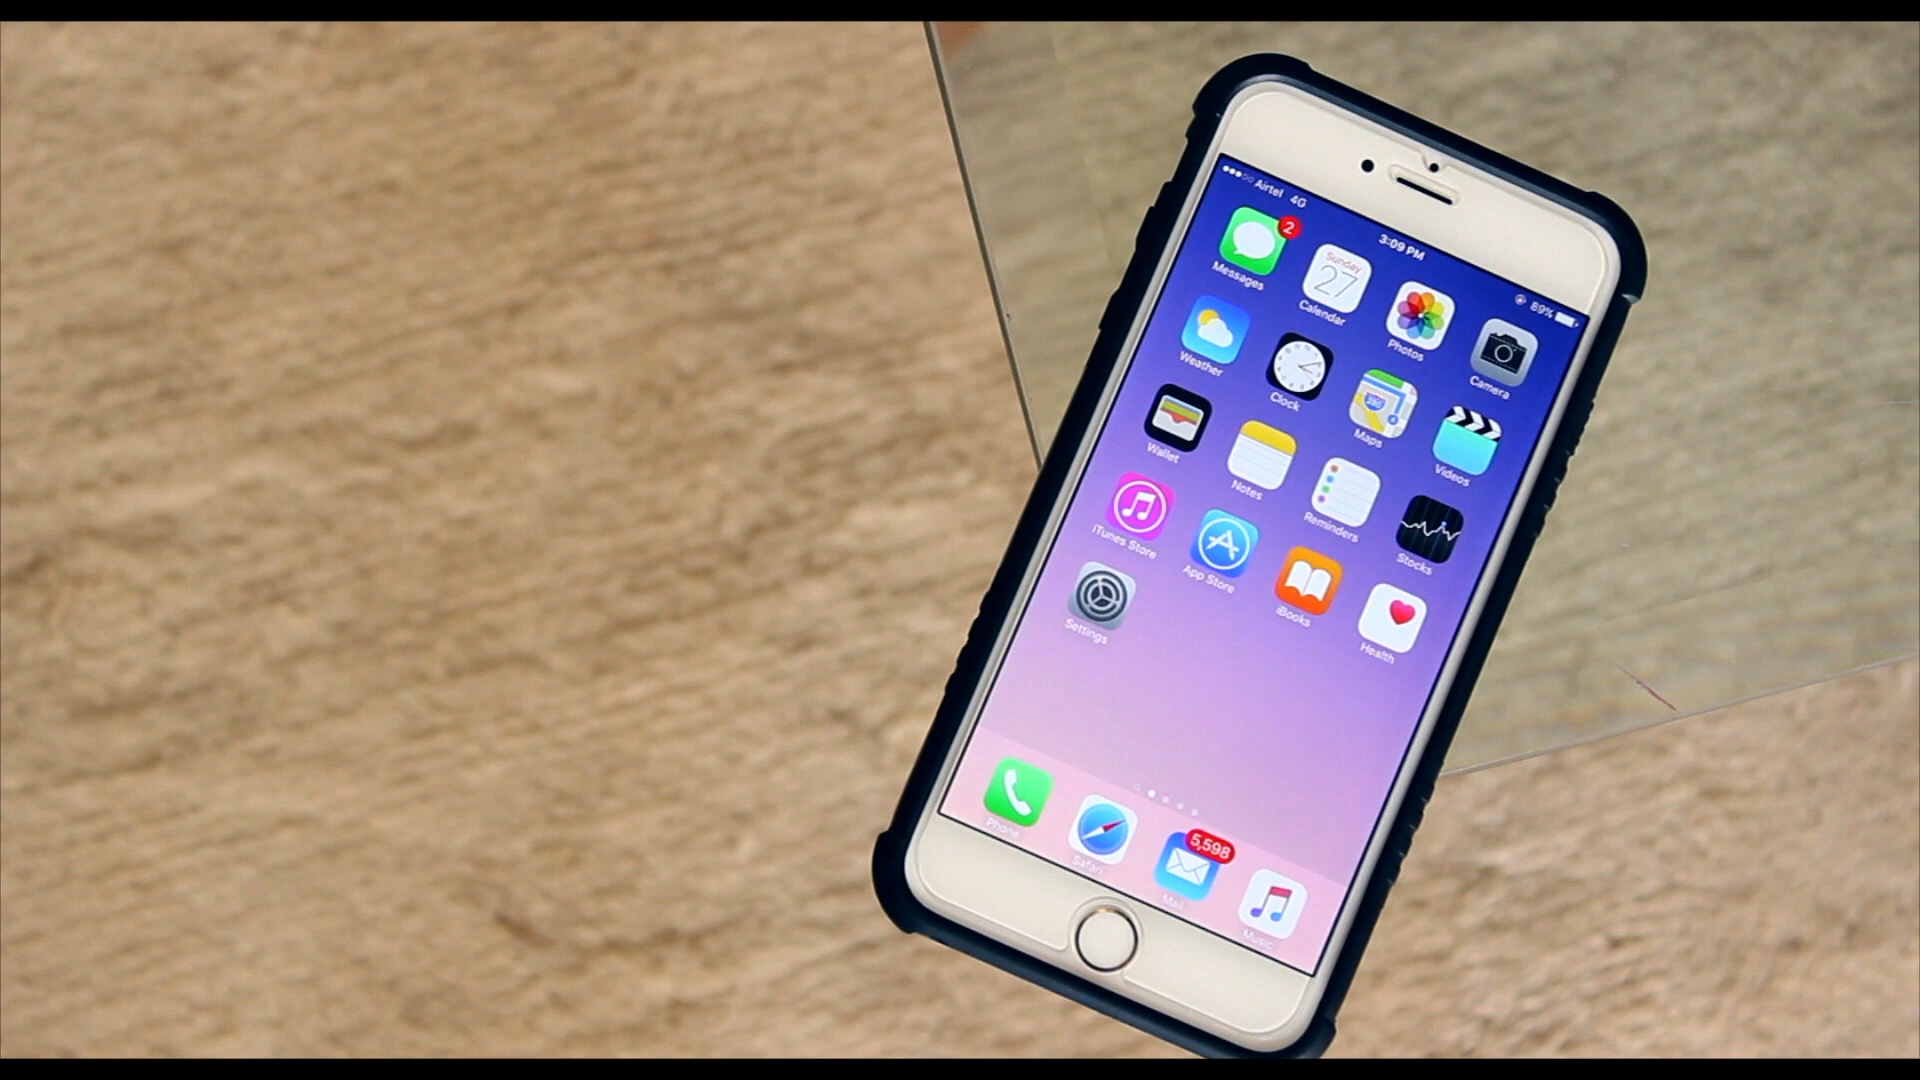 Airtel 4G
3:09 PM
89%
2
Messages
Sunday
27
Calendar
Photos
Camera
Weather
Clock
280
Maps
Videos
Wallet
Notes
Reminders
Stocks
iTunes Store
App Store
iBooks
Health
Settings
Phone
Safari
5,598
Mail
Music